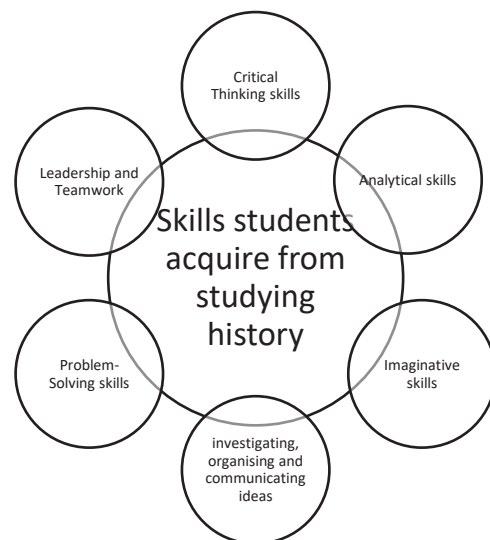 Critical
Thinking skills
Analytical skills
Imaginative
skills
investigating,
organising and
communicating
ideas
Problem-
Solving skills
Leadership and
Teamwork
Skills students
acquire from
studying
history